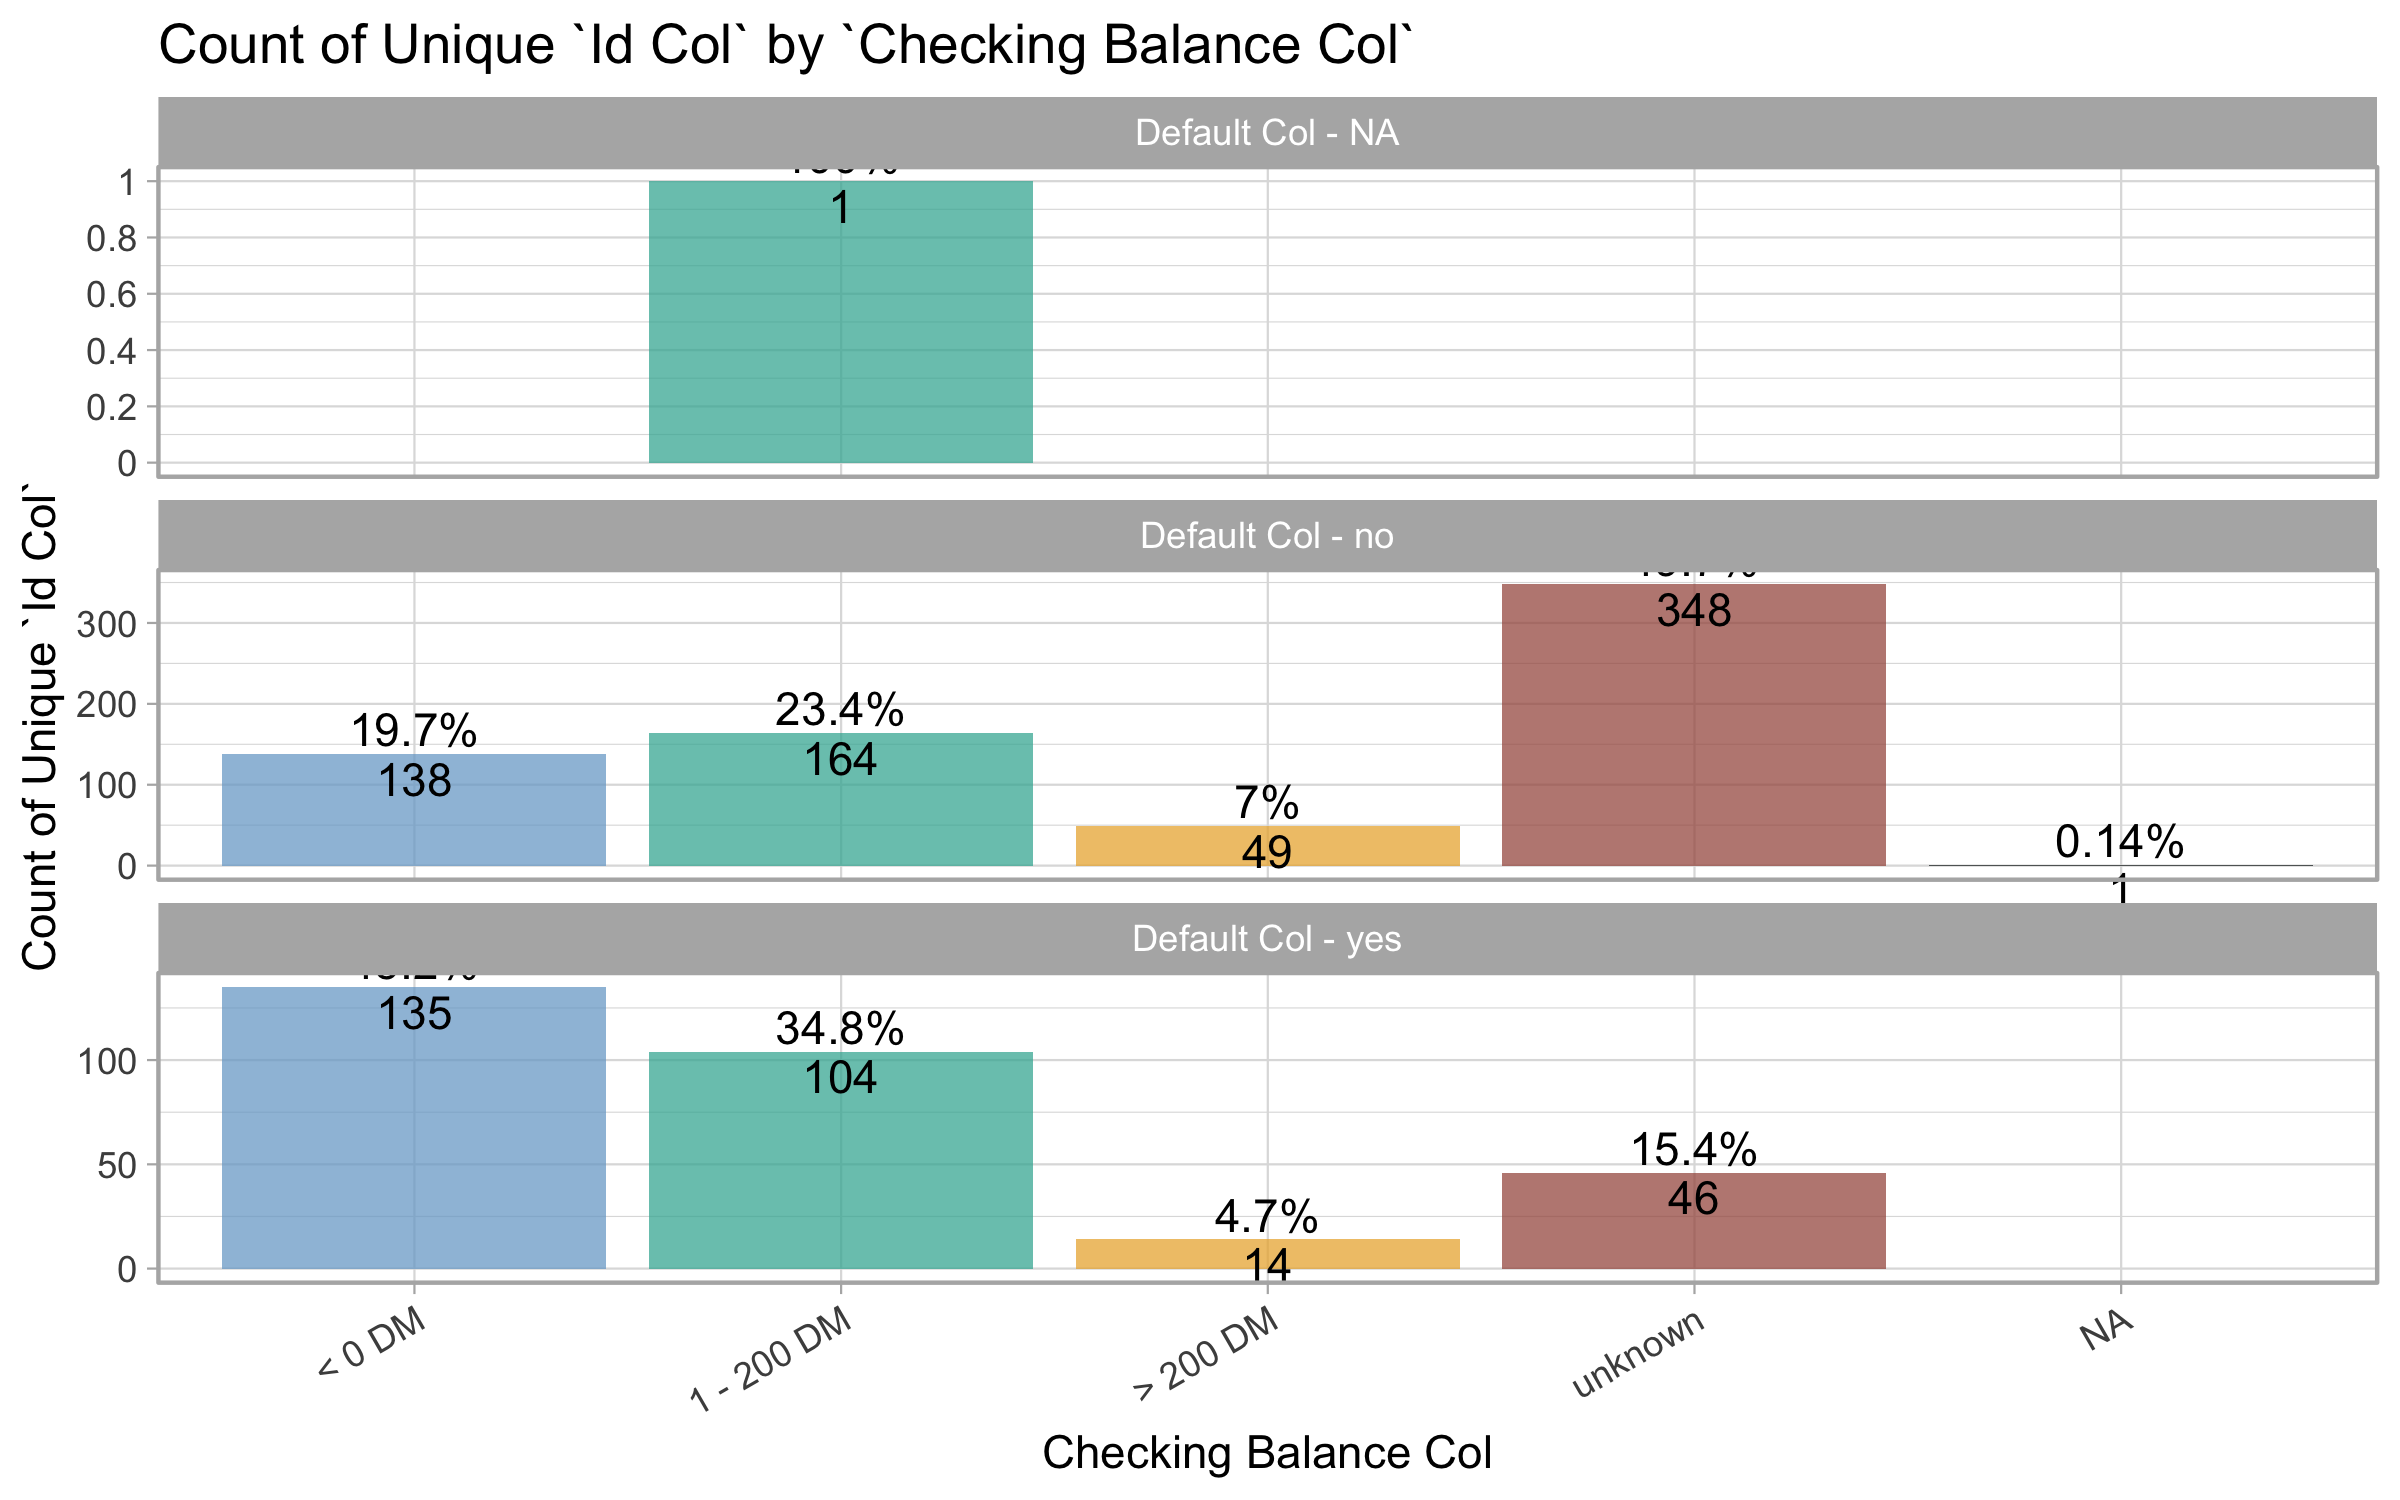 Count of Unique `Id Col` by `Checking Balance Col`
Default Col - NA
1
0.8
0.6
0.4
0.2
0
1
Default Col - no
300
200
100
0
19.7%
138
23.4%
164
7%
49
348
0.14%
1
Default Col - yes
100
50
0
135
34.8%
104
4.7%
14
15.4%
46
< 0 DM
1 - 200 DM
> 200 DM
unknown
NA
Checking Balance Col
Count of Unique `Id Col`